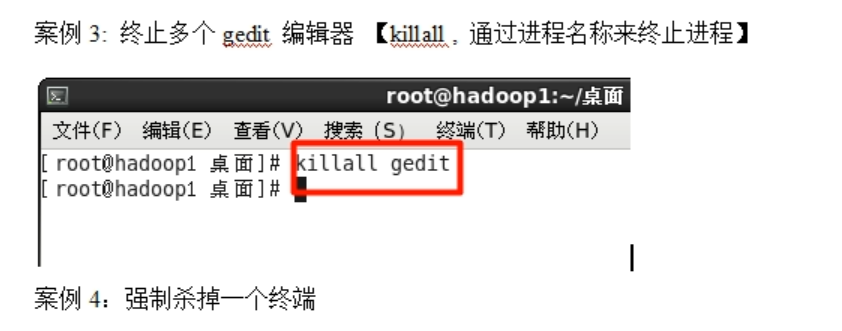 案例 3: 终止多个 gedit 编辑器 【killall, 通过进程名称来终止进程】
root@hadoop1:~/桌面
文件(F) 编辑(E) 查看(V) 搜索 (S) 终端(T) 帮助(H)
[root@hadoop1 桌面]# killall gedit
[root@hadoop1 桌面]#
案例 4：强制杀掉一个终端